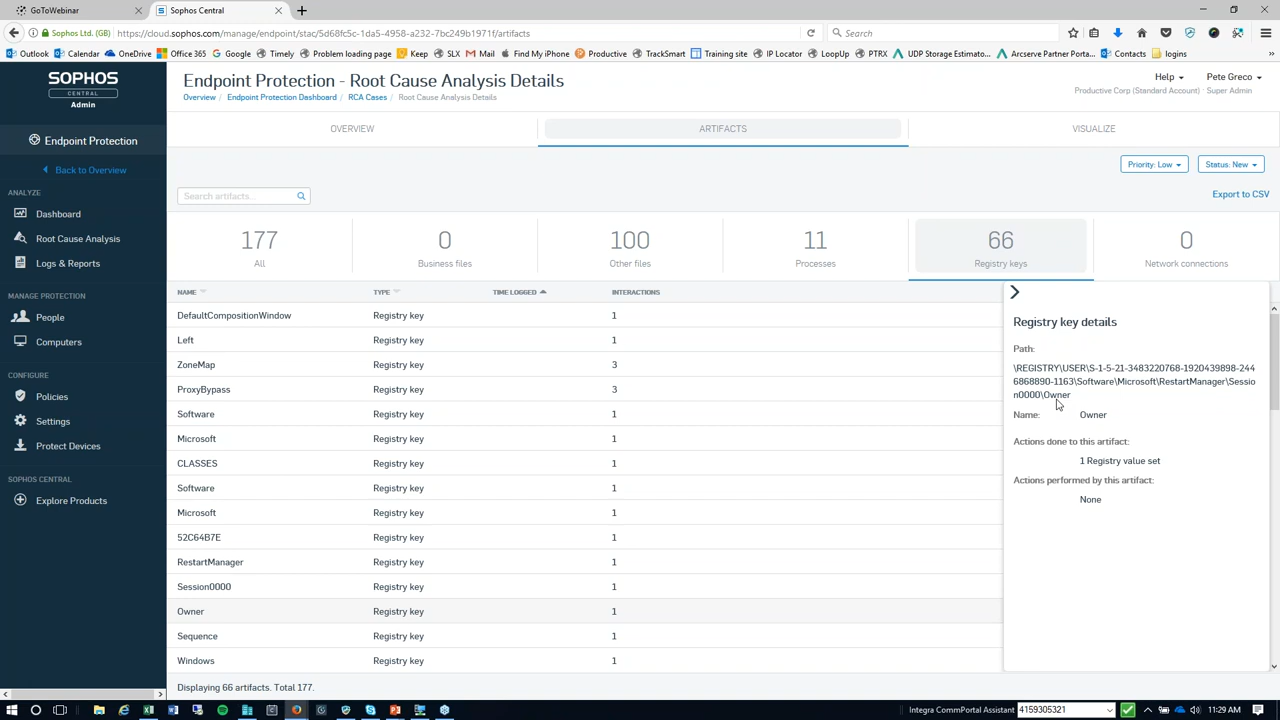 GoToWebinar
Sophos Central
Sophos Ltd. (GB)
https://cloud.sophos.com/manage/endpoint/stac/5d68fc5c-1da5-4958-a232-7bc249b1971f/artifacts
Search
Outlook
Calendar
OneDrive
Office 365
Google
Timely
Problem loading page
Keep
SLX
Mail
Find My iPhone
Productive
TrackSmart
Training site
IP Locator
LoopUp
PTRX
UDP Storage Estimato...
Arcserve Partner Porta...
Contacts
logins
SOPHOS
CENTRAL
Admin
Endpoint Protection
Back to Overview
ANALYZE
Dashboard
Root Cause Analysis
Logs & Reports
MANAGE PROTECTION
People
Computers
CONFIGURE
Policies
Settings
Protect Devices
SOPHOS CENTRAL
Explore Products
Endpoint Protection - Root Cause Analysis Details
Overview / Endpoint Protection Dashboard / RCA Cases / Root Cause Analysis Details
Help
Pete Greco
Productive Corp (Standard Account) · Super Admin
OVERVIEW
ARTIFACTS
VISUALIZE
Priority: Low
Status: New
Search artifacts...
Export to CSV
177
All
0
Business files
100
Other files
11
Processes
66
Registry keys
0
Network connections
NAME TYPE TIME LOGGED INTERACTIONS
DefaultCompositionWindow Registry key 1
Left Registry key 1
ZoneMap Registry key 3
ProxyBypass Registry key 3
Software Registry key 1
Microsoft Registry key 1
CLASSES Registry key 1
Software Registry key 1
Microsoft Registry key 1
52C64B7E Registry key 1
RestartManager Registry key 1
Session0000 Registry key 1
Owner Registry key 1
Sequence Registry key 1
Windows Registry key 1
Displaying 66 artifacts. Total 177.
Registry key details
Path:
\REGISTRY\USER\S-1-5-21-3483220768-1920439898-244
6868890-1163\Software\Microsoft\RestartManager\Sessio
n0000\Owner
Name: Owner
Actions done to this artifact:
1 Registry value set
Actions performed by this artifact:
None
Integra CommPortal Assistant
4159305321
11:29 AM